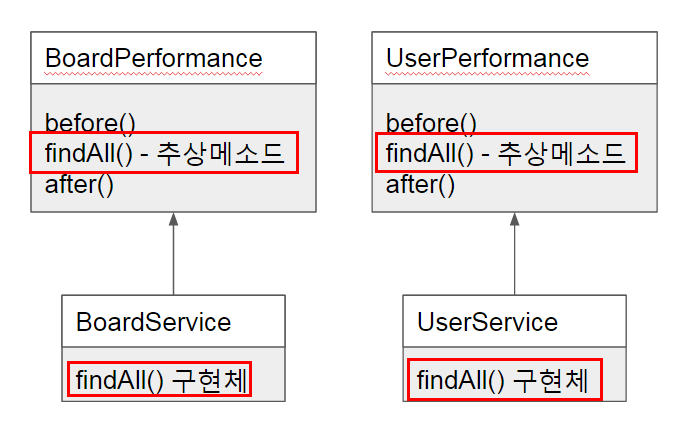 BoardPerformance
before()
findAll() - 추상메소드
after()
UserPerformance
before()
findAll() - 추상메소드
after()
BoardService
findAll() 구현체
UserService
findAll() 구현체